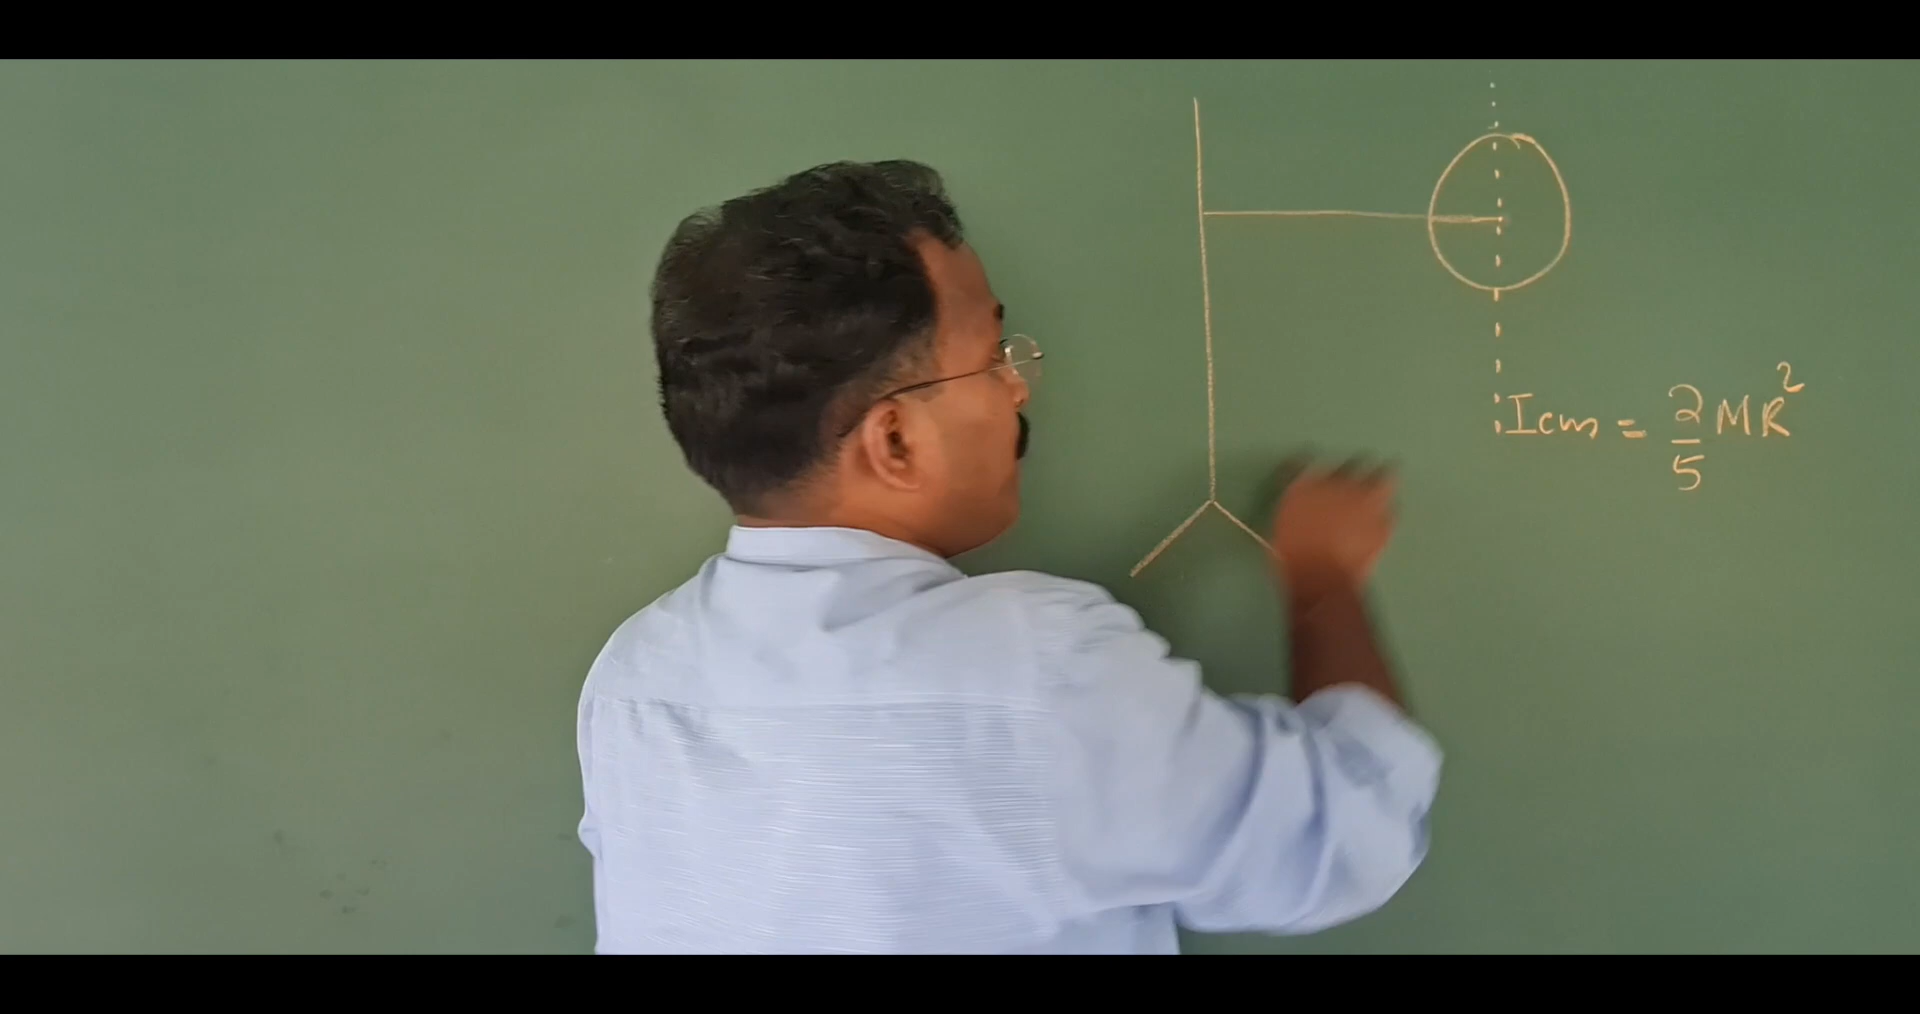 Icm = 2/5 MR²